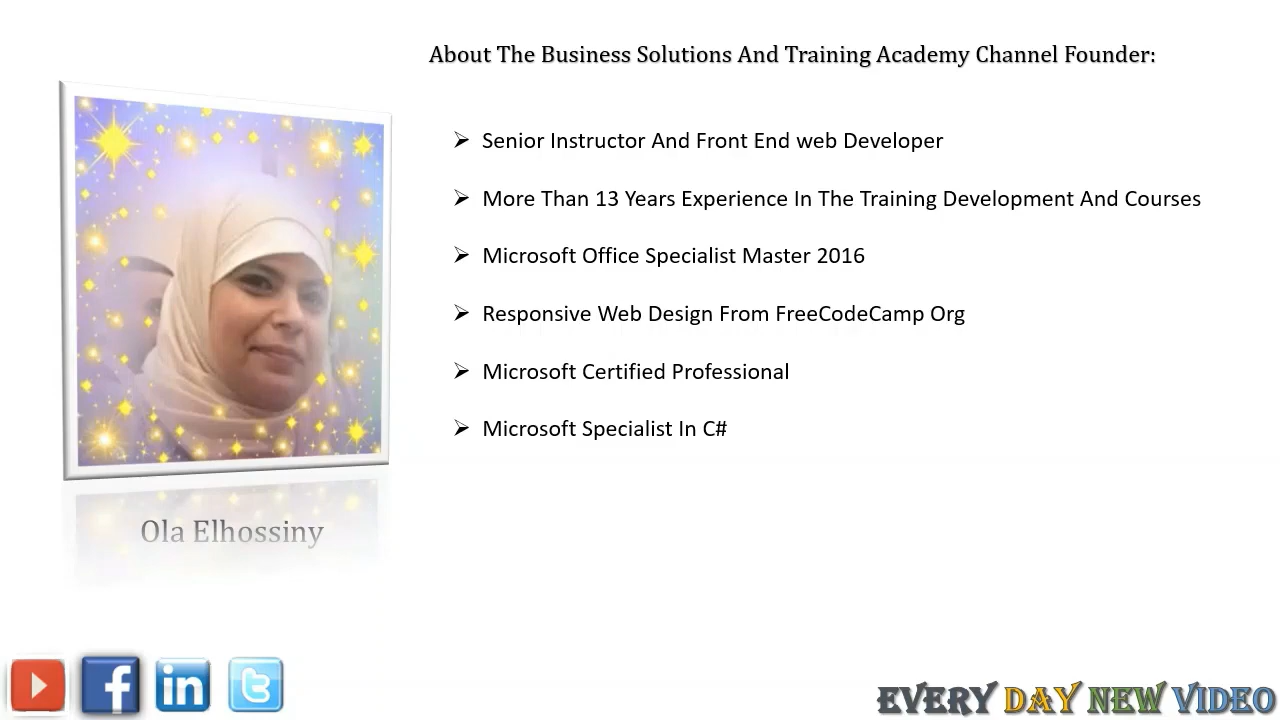 About The Business Solutions And Training Academy Channel Founder:
Senior Instructor And Front End web Developer
More Than 13 Years Experience In The Training Development And Courses
Microsoft Office Specialist Master 2016
Responsive Web Design From FreeCodeCamp Org
Microsoft Certified Professional
Microsoft Specialist In C#
Ola Elhossiny
f in t
EVERY DAY NEW VIDEO